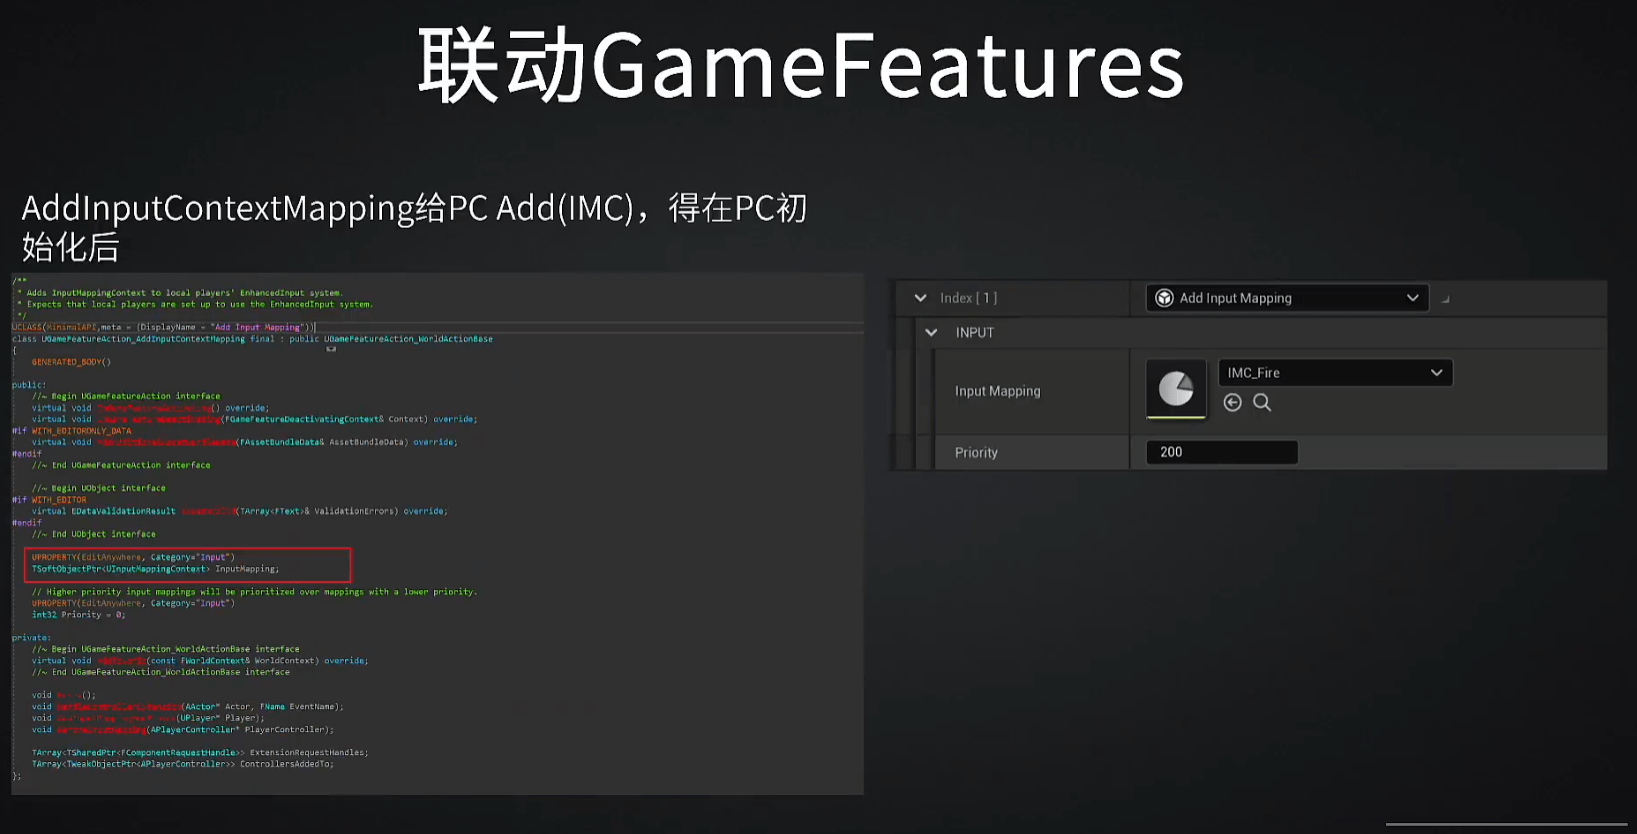 联动GameFeatures
AddInputContextMapping给PC Add(IMC)，得在PC初
始化后
/**
* Adds InputMappingContext to local players' EnhancedInput system.
* Expects that local players are set up to use the EnhancedInput system.
*/
UCLASS(MinimalAPI,meta = (DisplayName = "Add Input Mapping"))
class UGameFeatureAction_AddInputContextMapping final : public UGameFeatureAction_WorldActionBase
{
GENERATED_BODY()
public:
//~ Begin UGameFeatureAction interface
virtual void () override;
virtual void (FGameFeatureDeactivatingContext& Context) override;
#if WITH_EDITORONLY_DATA
virtual void (FAssetBundleData& AssetBundleData) override;
#endif
//~ End UGameFeatureAction interface
//~ Begin UObject interface
#if WITH_EDITOR
virtual EDataValidationResult (TArray<FText>& ValidationErrors) override;
#endif
//~ End UObject interface
UPROPERTY(EditAnywhere, Category="Input")
TSoftObjectPtr<UInputMappingContext> InputMapping;
// Higher priority input mappings will be prioritized over mappings with a lower priority.
UPROPERTY(EditAnywhere, Category="Input")
int32 Priority = 0;
private:
//~ Begin UGameFeatureAction_WorldActionBase interface
virtual void (const FWorldContext& WorldContext) override;
//~ End UGameFeatureAction_WorldActionBase interface
void ();
void (AActor* Actor, FName EventName);
void (UPlayer* Player);
void (APlayerController* PlayerController);
TArray<TSharedPtr<FComponentRequestHandle>> ExtensionRequestHandles;
TArray<TWeakObjectPtr<APlayerController>> ControllersAddedTo;
};
Index [ 1 ]
Add Input Mapping
INPUT
Input Mapping
IMC_Fire
Priority
200